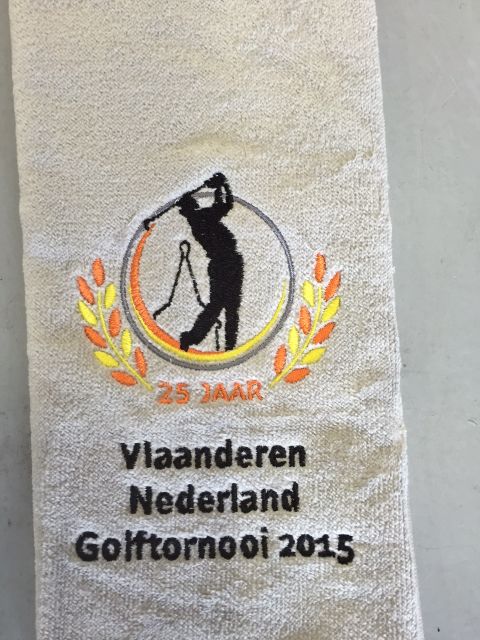 25 JAAR
Vlaanderen
Nederland
Golftornooi 2015